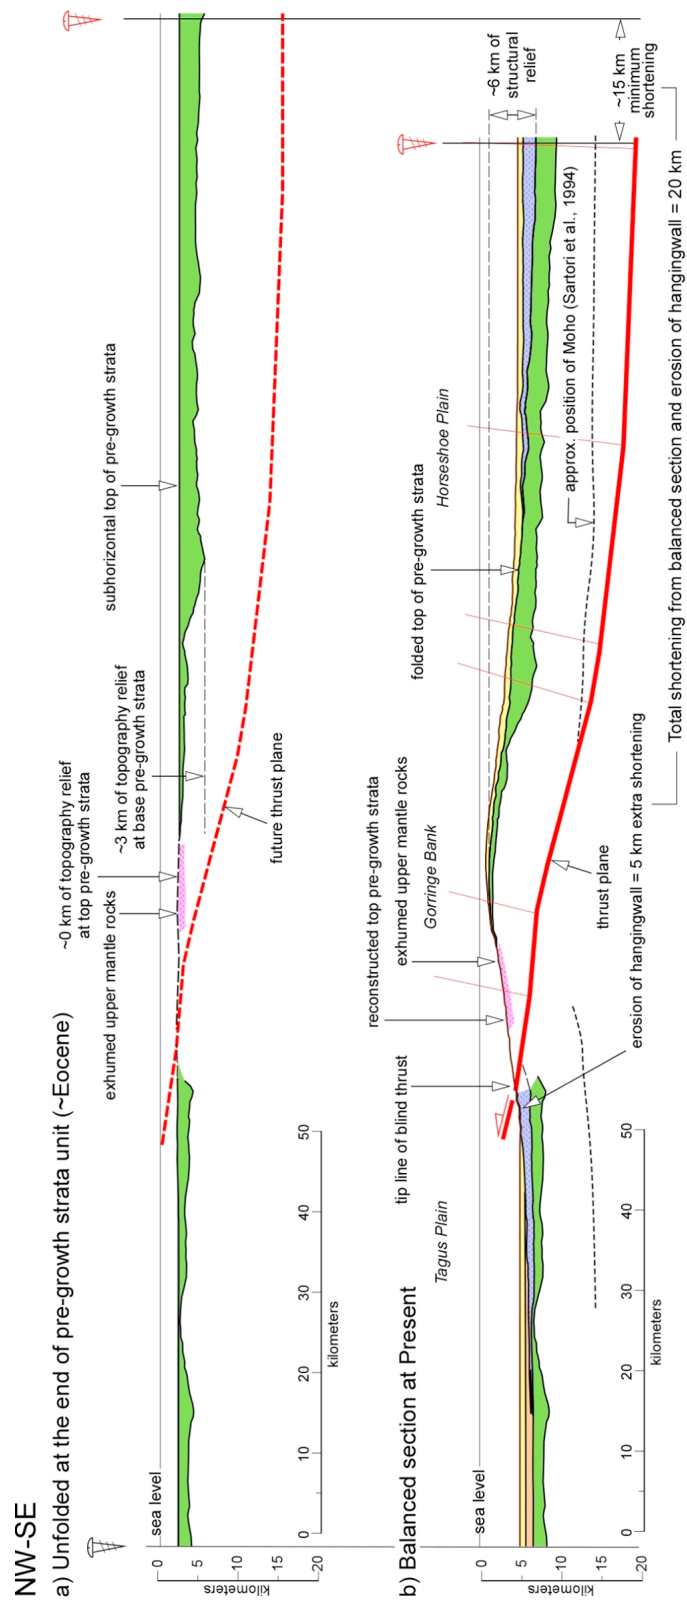 NW-SE
a) Unfolded at the end of pre-growth strata unit (~Eocene)
sea level
exhumed upper mantle rocks
~0 km of topography relief
at top pre-growth strata
~3 km of topography relief
at base pre-growth strata
subhorizontal top of pre-growth strata
future thrust plane
0
5
10
15
20
kilometers
0
10
20
30
40
50
kilometers
b) Balanced section at Present
sea level
Tagus Plain
tip line of blind thrust
reconstructed top pre-growth strata
exhumed upper mantle rocks
Gorringe Bank
folded top of pre-growth strata
Horseshoe Plain
~6 km of
structural
relief
approx. position of Moho (Sartori et al., 1994)
~15 km
minimum
shortening
thrust plane
erosion of hangingwall = 5 km extra shortening
Total shortening from balanced section and erosion of hangingwall = 20 km
0
5
10
15
20
kilometers
0
10
20
30
40
50
kilometers